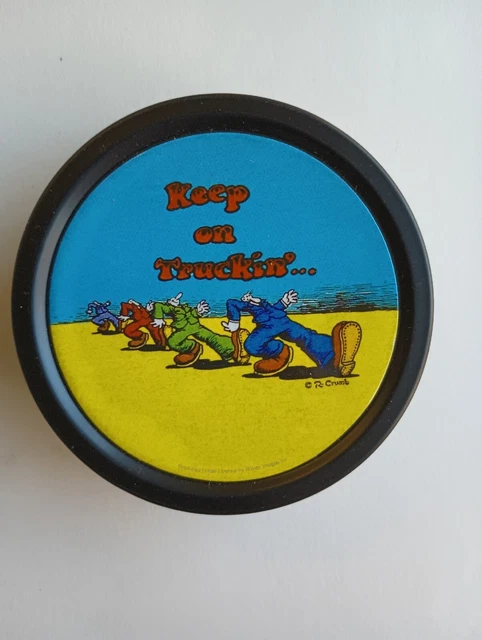 Keep
on
Truckin'...
© R. Crumb